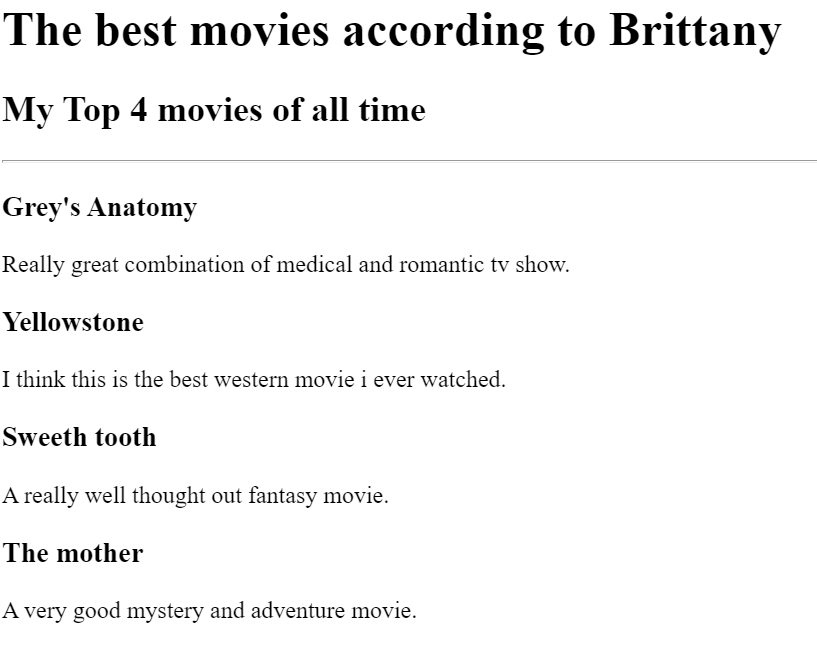 The best movies according to Brittany
My Top 4 movies of all time
Grey's Anatomy
Really great combination of medical and romantic tv show.
Yellowstone
I think this is the best western movie i ever watched.
Sweeth tooth
A really well thought out fantasy movie.
The mother
A very good mystery and adventure movie.